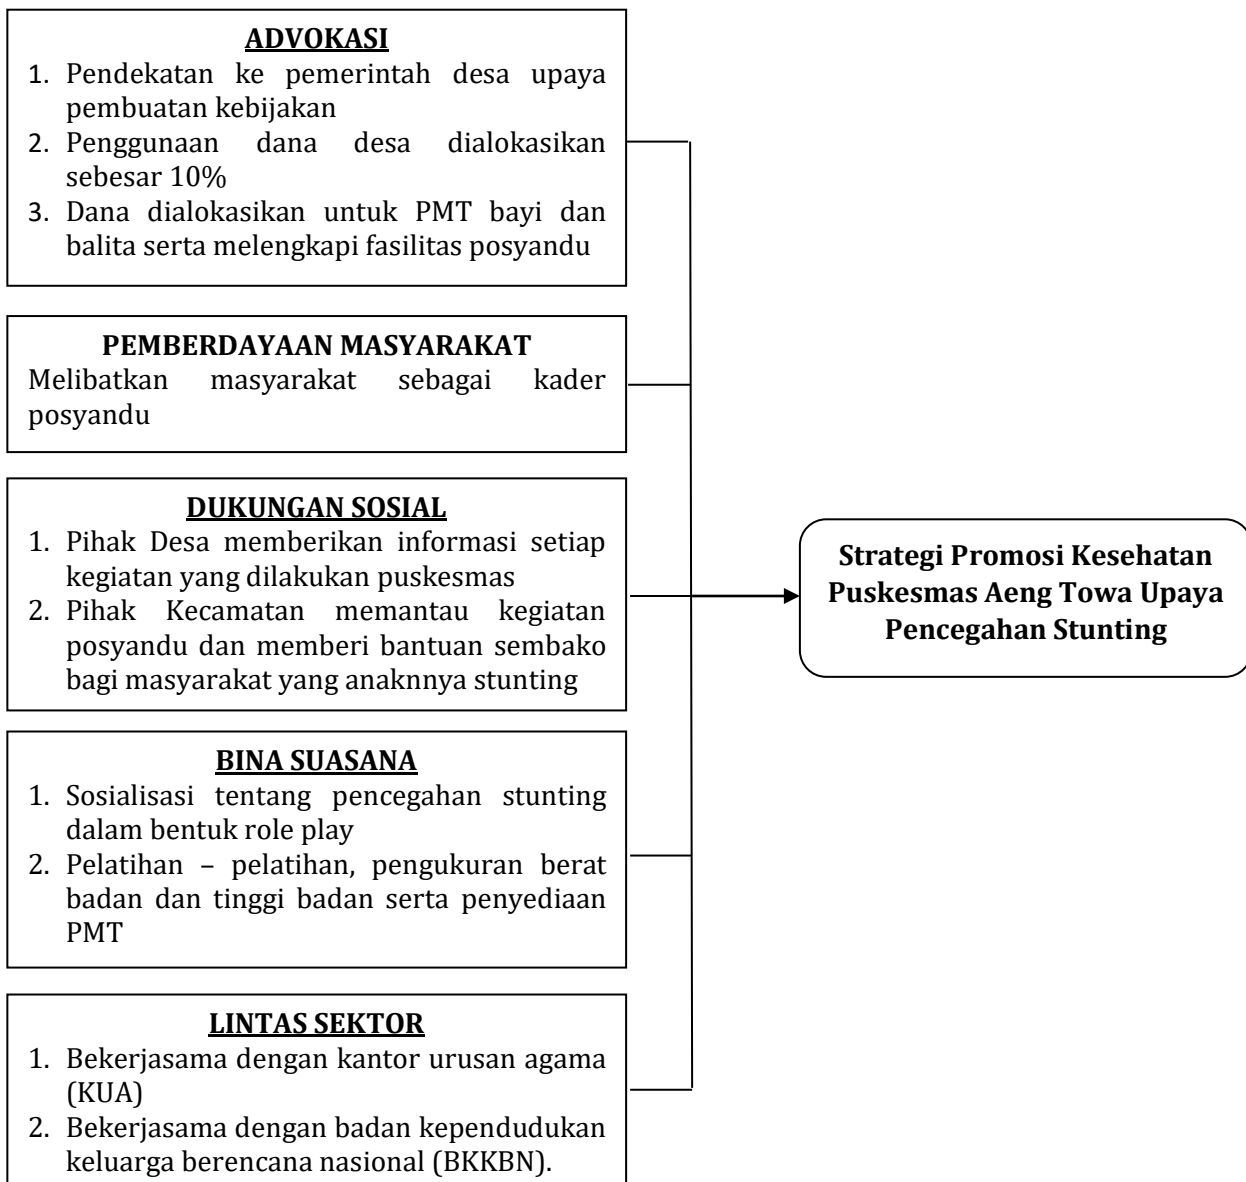 ADVOKASI
1. Pendekatan ke pemerintah desa upaya
pembuatan kebijakan
2. Penggunaan dana desa dialokasikan
sebesar 10%
3. Dana dialokasikan untuk PMT bayi dan
balita serta melengkapi fasilitas posyandu
PEMBERDAYAAN MASYARAKAT
Melibatkan masyarakat sebagai kader
posyandu
DUKUNGAN SOSIAL
1. Pihak Desa memberikan informasi setiap
kegiatan yang dilakukan puskesmas
2. Pihak Kecamatan memantau kegiatan
posyandu dan memberi bantuan sembako
bagi masyarakat yang anaknnya stunting
BINA SUASANA
1. Sosialisasi tentang pencegahan stunting
dalam bentuk role play
2. Pelatihan – pelatihan, pengukuran berat
badan dan tinggi badan serta penyediaan
PMT
LINTAS SEKTOR
1. Bekerjasama dengan kantor urusan agama
(KUA)
2. Bekerjasama dengan badan kependudukan
keluarga berencana nasional (BKKBN).
Strategi Promosi Kesehatan
Puskesmas Aeng Towa Upaya
Pencegahan Stunting